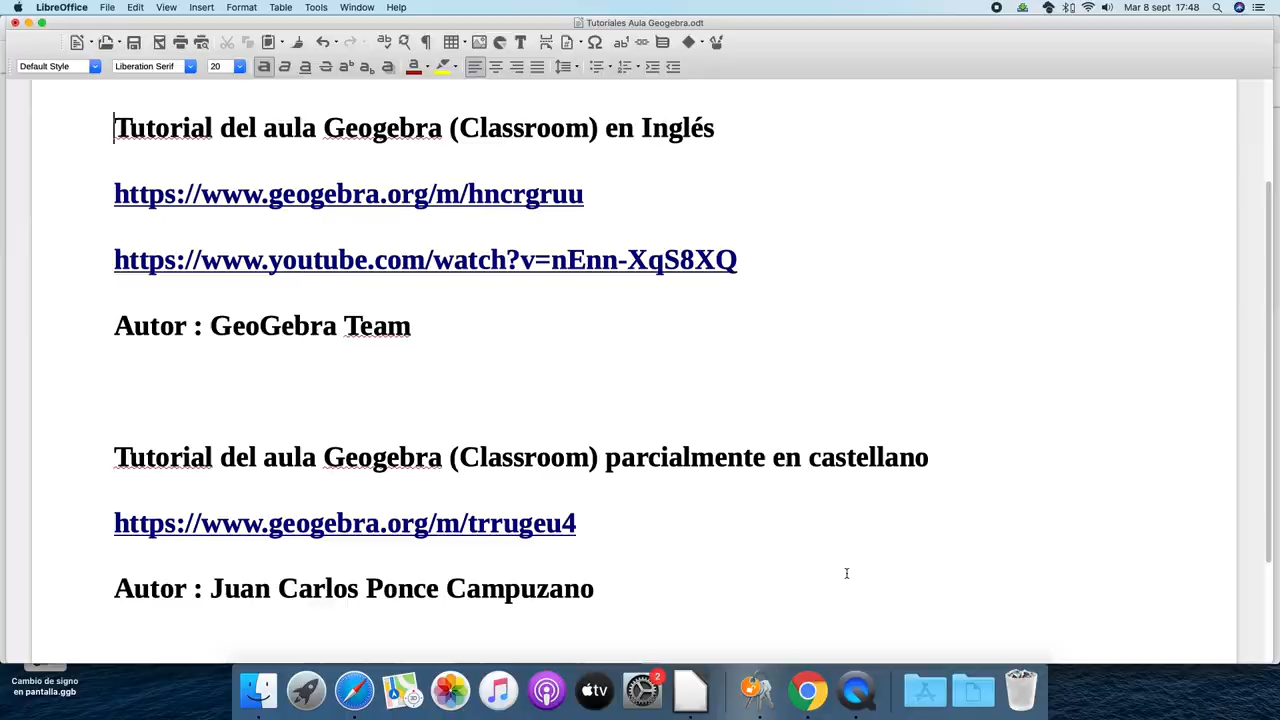 LibreOffice File Edit View Insert Format Table Tools Window Help Mar 8 sept 17:48
Tutoriales Aula Geogebra.odt
Default Style Liberation Serif 20
Tutorial del aula Geogebra (Classroom) en Inglés
https://www.geogebra.org/m/hncrgruu
https://www.youtube.com/watch?v=nEnn-XqS8XQ
Autor : GeoGebra Team
Tutorial del aula Geogebra (Classroom) parcialmente en castellano
https://www.geogebra.org/m/trrugeu4
Autor : Juan Carlos Ponce Campuzano
Cambio de signo
en pantalla.ggb
tv
2